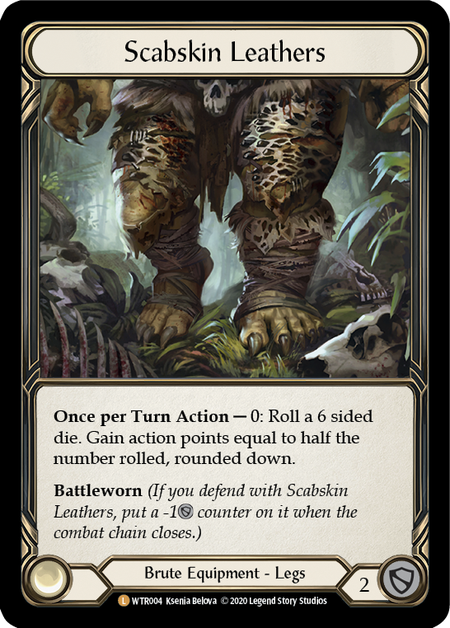 Scabskin Leathers
Once per Turn Action — 0: Roll a 6 sided
die. Gain action points equal to half the
number rolled, rounded down.
Battleworn (If you defend with Scabskin
Leathers, put a -1 counter on it when the
combat chain closes.)
Brute Equipment - Legs
2
L WTR004 Ksenia Belova © 2020 Legend Story Studios